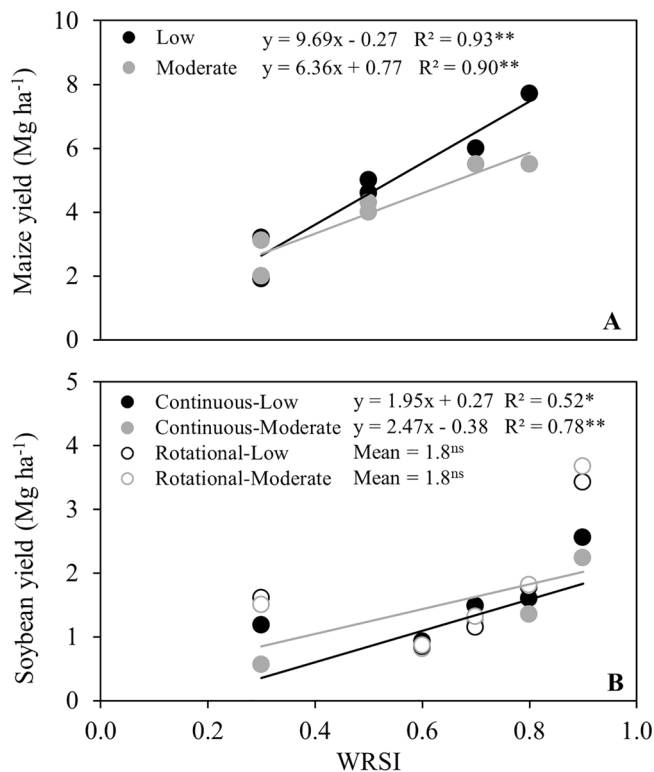 10
Low y = 9.69x - 0.27 R² = 0.93**
Moderate y = 6.36x + 0.77 R² = 0.90**
8
6
4
2
0
Maize yield (Mg ha⁻¹)
A
5
Continuous-Low y = 1.95x + 0.27 R² = 0.52*
Continuous-Moderate y = 2.47x - 0.38 R² = 0.78**
Rotational-Low Mean = 1.8ⁿˢ
Rotational-Moderate Mean = 1.8ⁿˢ
4
3
2
1
0
Soybean yield (Mg ha⁻¹)
B
0.0 0.2 0.4 0.6 0.8 1.0
WRSI